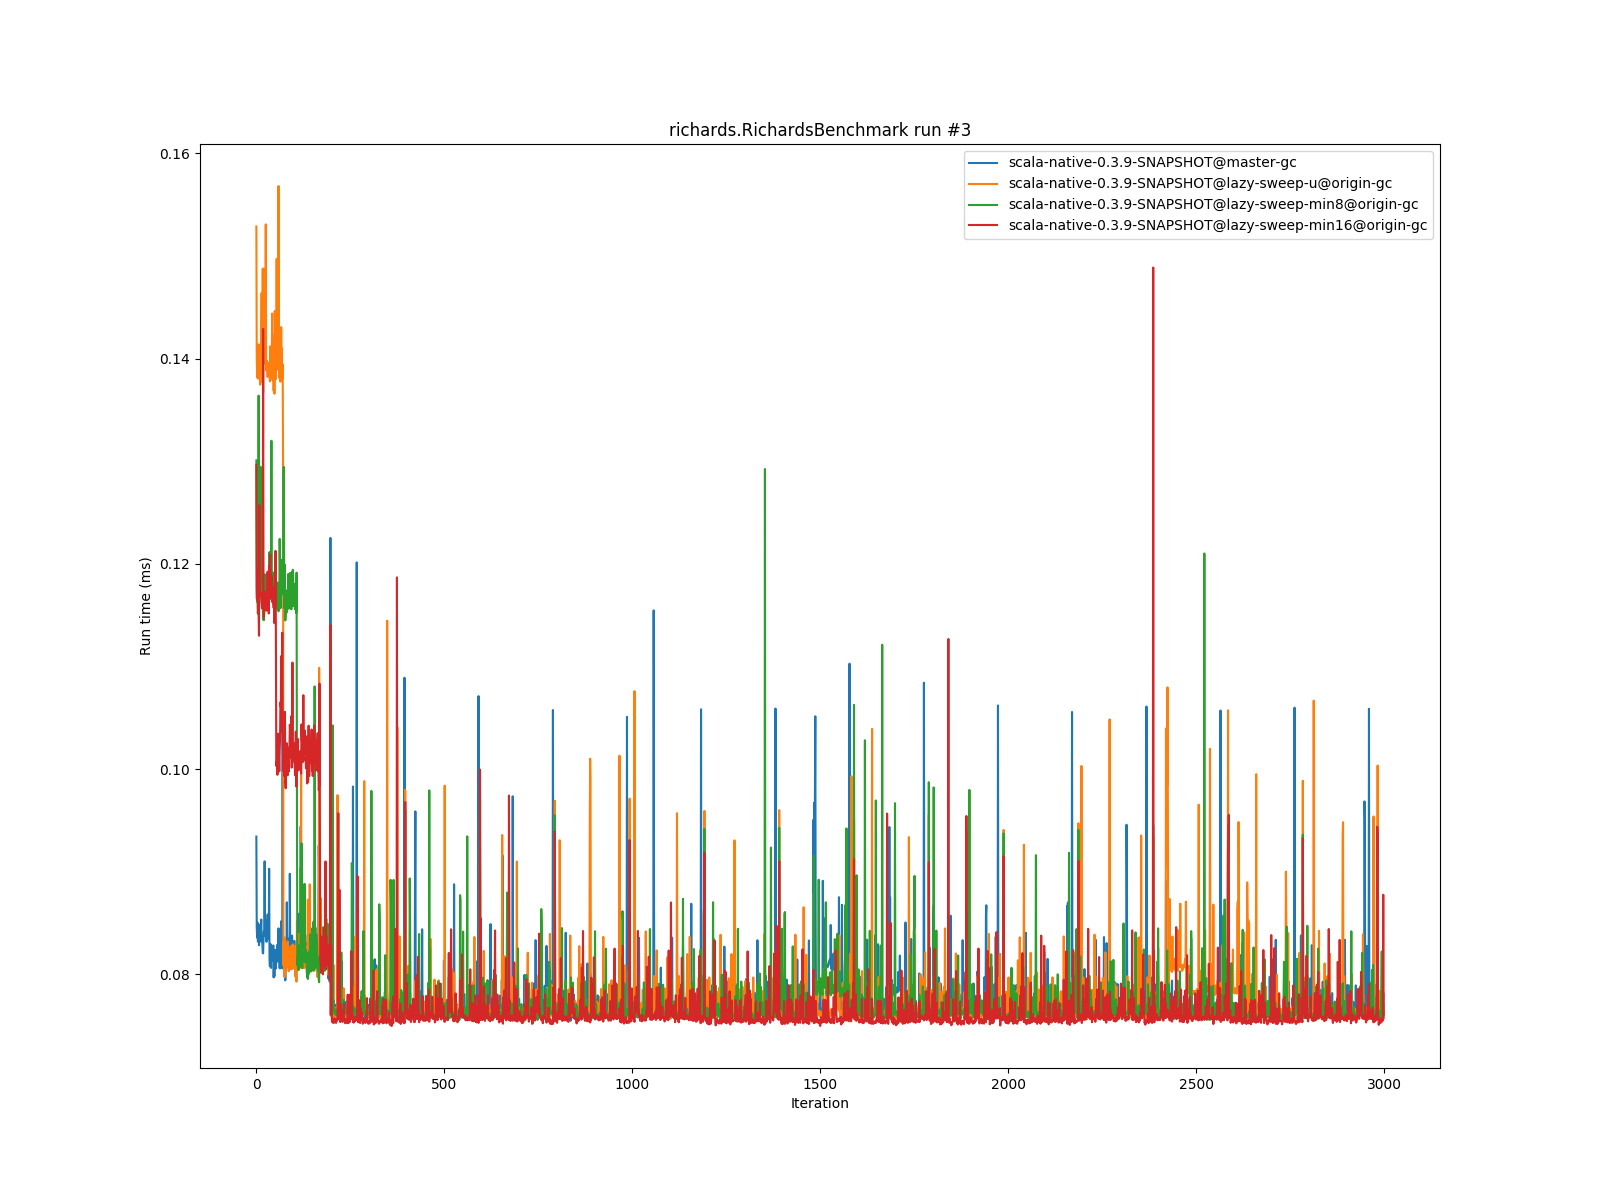 richards.RichardsBenchmark run #3
scala-native-0.3.9-SNAPSHOT@master-gc
scala-native-0.3.9-SNAPSHOT@lazy-sweep-u@origin-gc
scala-native-0.3.9-SNAPSHOT@lazy-sweep-min8@origin-gc
scala-native-0.3.9-SNAPSHOT@lazy-sweep-min16@origin-gc
Run time (ms)
0.16
0.14
0.12
0.10
0.08
0 500 1000 1500 2000 2500 3000
Iteration